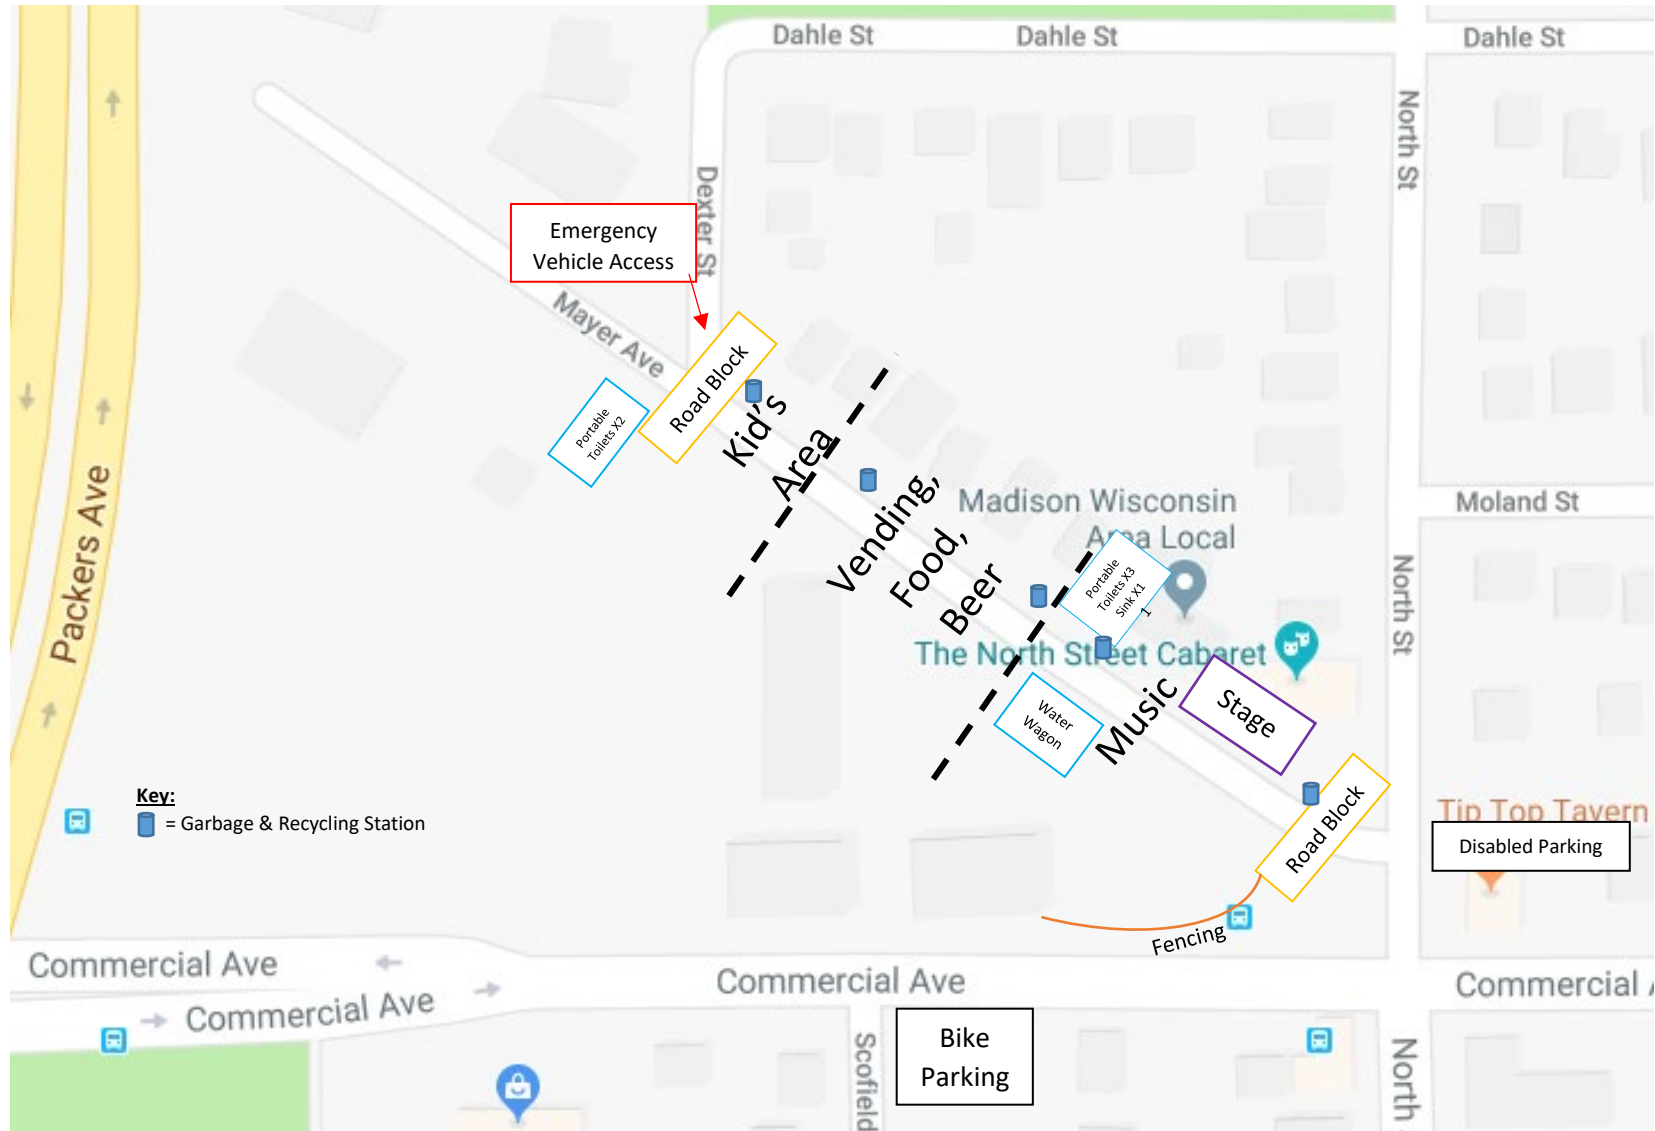 Dahle St
Dahle St
Dahle St
North St
Dexter St
Emergency
Vehicle Access
Mayer Ave
Road Block
Portable
Toilets X2
Kid's
Area
Vending,
Food,
Beer
Madison Wisconsin
Area Local
Moland St
Portable
Toilets X3
Sink X1
1
North St
The North Street Cabaret
Packers Ave
Water
Wagon
Music
Stage
Key:
= Garbage & Recycling Station
Road Block
Tip Top Tavern
Disabled Parking
Fencing
Commercial Ave
Commercial Ave
Commercial Ave
Commercial
Scofield
Bike
Parking
North